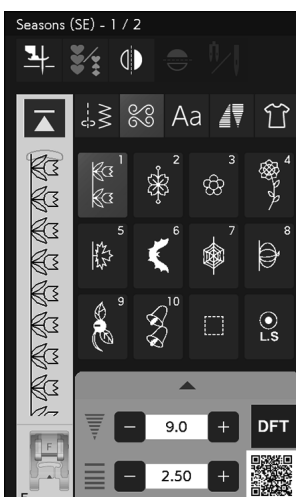 Seasons (SE) - 1 / 2
Aa
1 2 3 4
5 6 7 8
9 10 L.S
− 9.0 + DFT
− 2.50 +
F